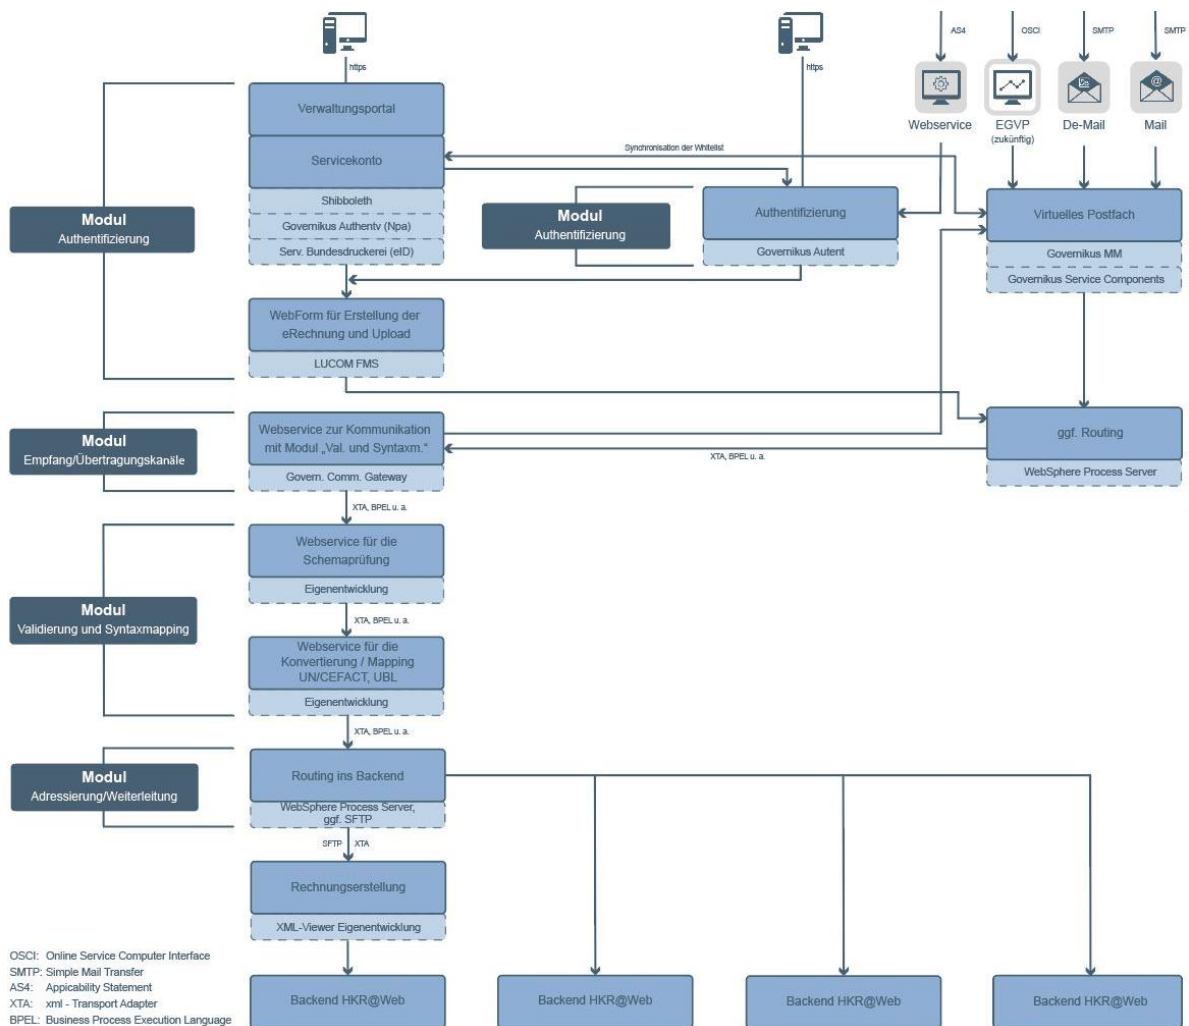 https
https
AS4
OSCI
SMTP
SMTP
Webservice
EGVP
(zukünftig)
De-Mail
Mail
Verwaltungsportal
Servicekonto
Shibboleth
Governikus Authentv (Npa)
Serv. Bundesdruckerei (eID)
Synchronisation der Whitelist
Modul
Authentifizierung
Modul
Authentifizierung
Authentifizierung
Governikus Autent
Virtuelles Postfach
Governikus MM
Governikus Service Components
WebForm für Erstellung der
eRechnung und Upload
LUCOM FMS
Modul
Empfang/Übertragungskanäle
Webservice zur Kommunikation
mit Modul „Val. und Syntaxm.“
Govern. Comm. Gateway
XTA, BPEL u. a.
ggf. Routing
WebSphere Process Server
XTA, BPEL u. a.
Webservice für die
Schemaprüfung
Eigenentwicklung
Modul
Validierung und Syntaxmapping
XTA, BPEL u. a.
Webservice für die
Konvertierung / Mapping
UN/CEFACT, UBL
Eigenentwicklung
XTA, BPEL u. a.
Modul
Adressierung/Weiterleitung
Routing ins Backend
WebSphere Process Server,
ggf. SFTP
SFTP
XTA
Rechnungserstellung
XML-Viewer Eigenentwicklung
Backend HKR@Web
Backend HKR@Web
Backend HKR@Web
Backend HKR@Web
OSCI: Online Service Computer Interface
SMTP: Simple Mail Transfer
AS4: Appicability Statement
XTA: xml - Transport Adapter
BPEL: Business Process Execution Language